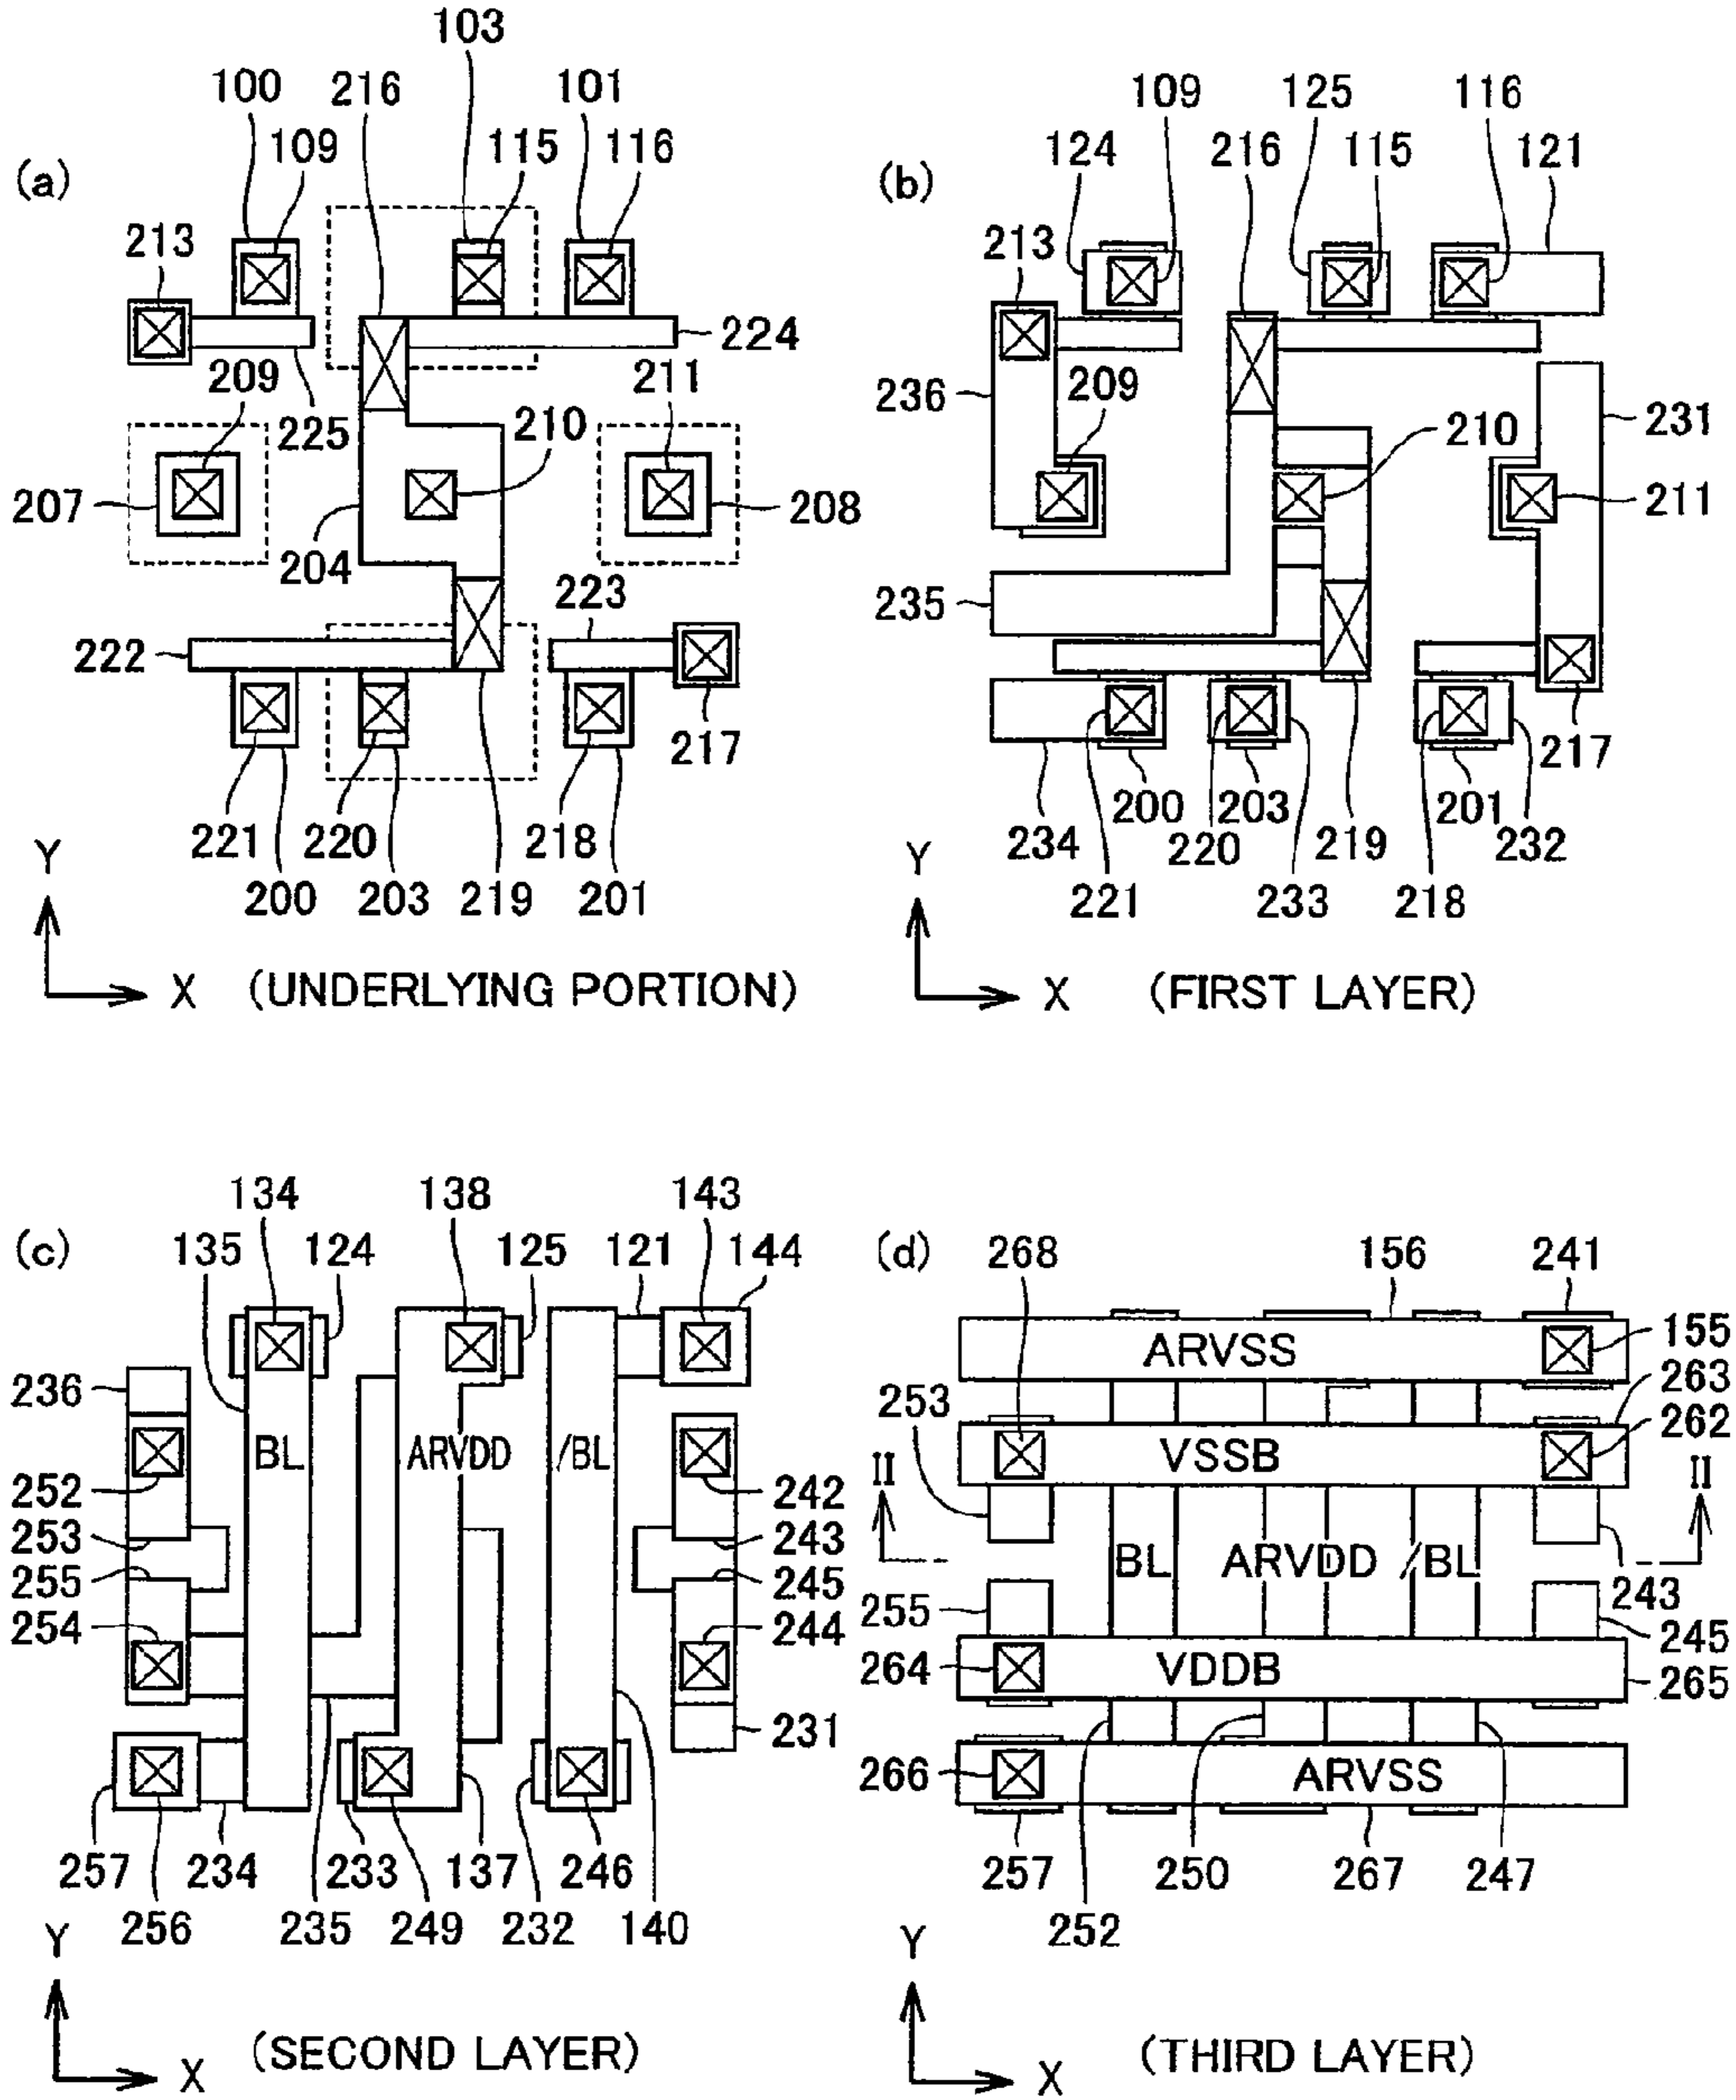 103
100 216 101
109 115 116
(a)
213
224
209 211
225 210
207 208
204
223
222
217
221 220 218
200 203 219 201
Y
X (UNDERLYING PORTION)
109 125 116
124 216 115 121
(b)
213
236 209 231
210
211
235
217
200 203 201
234 220 219 232
221 233 218
Y
X (FIRST LAYER)
134 138 143
(c) 135 124 125 121 144
236
BL ARVDD /BL
252 242
253 243
255 245
254 244
231
257 234 233 137 246
256 235 249 232 140
Y
X (SECOND LAYER)
(d) 268 156 241
ARVSS 155
253 263
VSSB 262
II II
BL ARVDD /BL
255 243
245
264 VDDB 265
266 ARVSS
257 250 267 247
252
Y
X (THIRD LAYER)